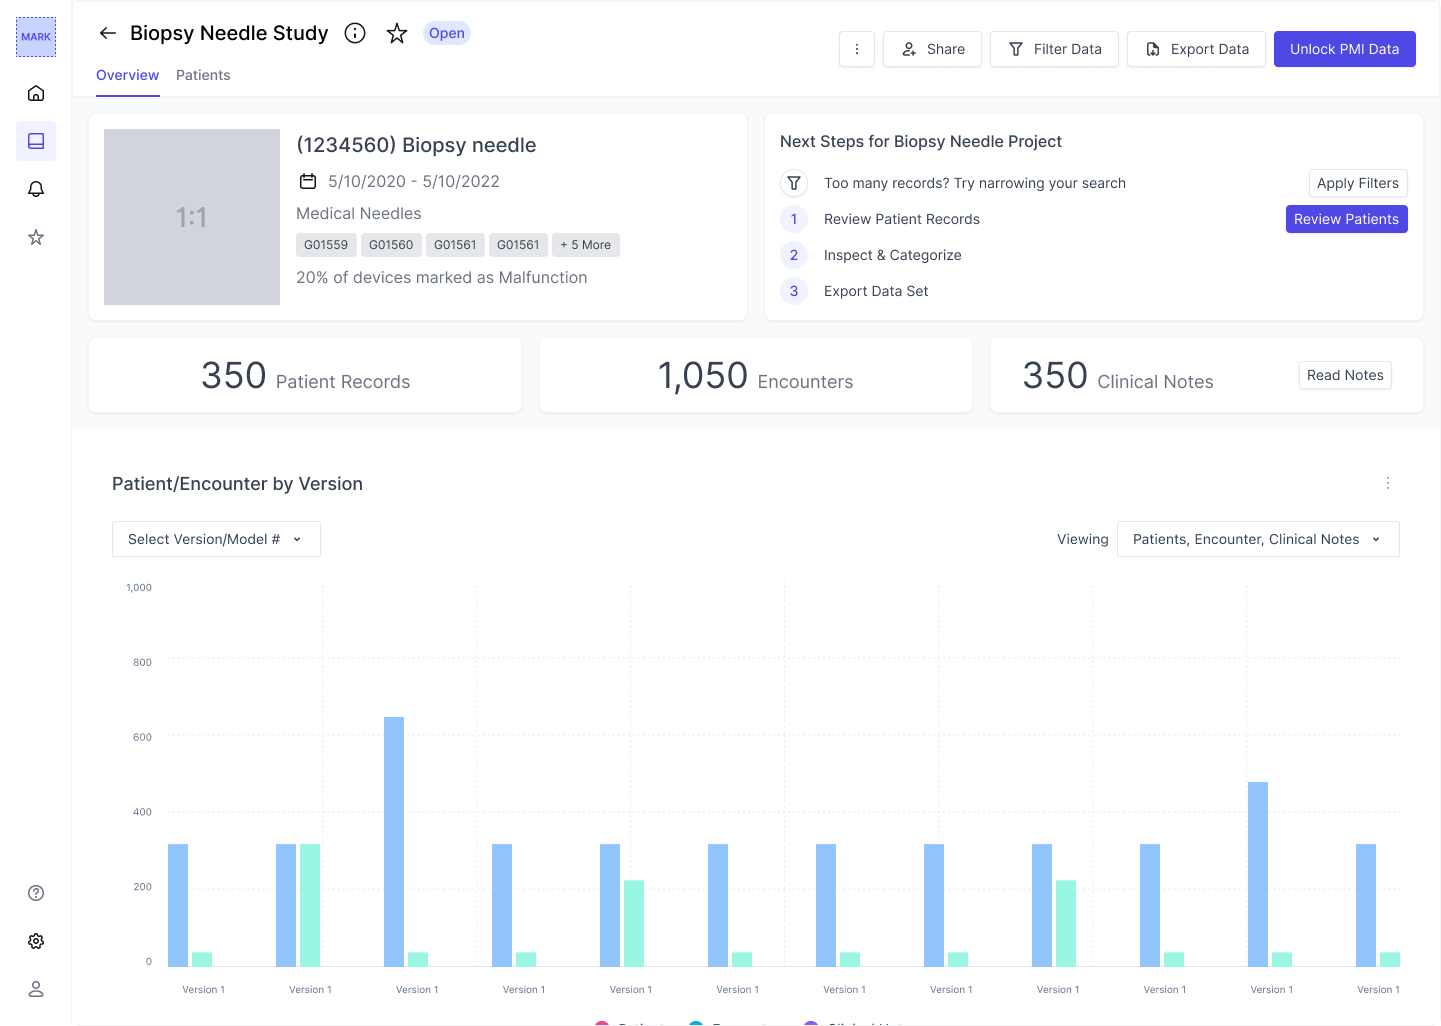 MARK
Biopsy Needle Study
Open
Share
Filter Data
Export Data
Unlock PMI Data
Overview
Patients
1:1
(1234560) Biopsy needle
5/10/2020 - 5/10/2022
Medical Needles
G01559 G01560 G01561 G01561 + 5 More
20% of devices marked as Malfunction
Next Steps for Biopsy Needle Project
Too many records? Try narrowing your search
Apply Filters
1 Review Patient Records
Review Patients
2 Inspect & Categorize
3 Export Data Set
350 Patient Records
1,050 Encounters
350 Clinical Notes
Read Notes
Patient/Encounter by Version
Select Version/Model #
Viewing
Patients, Encounter, Clinical Notes
1,000
800
600
400
200
0
Version 1 Version 1 Version 1 Version 1 Version 1 Version 1 Version 1 Version 1 Version 1 Version 1 Version 1 Version 1